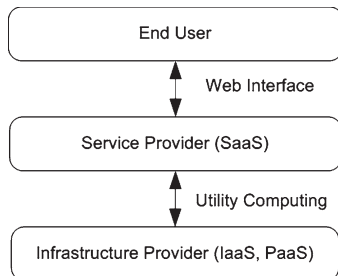 End User
Web Interface
Service Provider (SaaS)
Utility Computing
Infrastructure Provider (IaaS, PaaS)